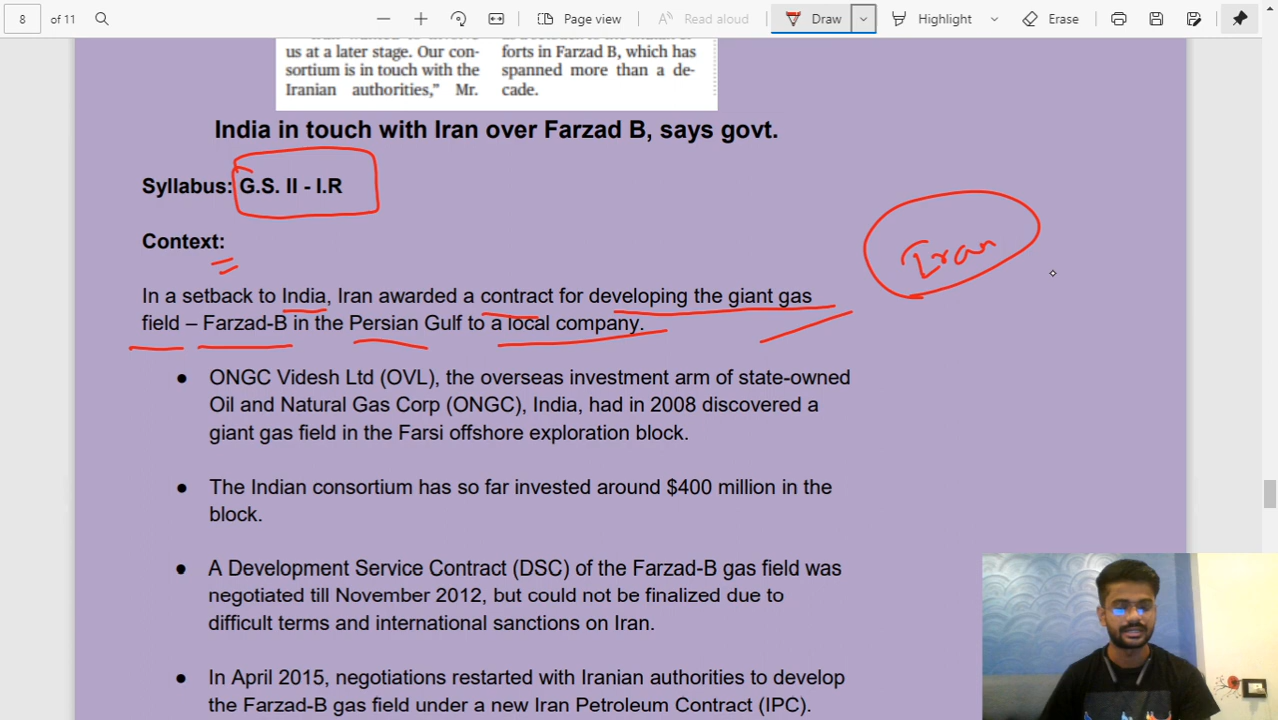 8 of 11 Page view Read aloud Draw Highlight Erase
us at a later stage. Our con-
sortium is in touch with the
Iranian authorities,” Mr.
forts in Farzad B, which has
spanned more than a de-
cade.
India in touch with Iran over Farzad B, says govt.
Syllabus: G.S. II - I.R
Context:
Iran
In a setback to India, Iran awarded a contract for developing the giant gas
field – Farzad-B in the Persian Gulf to a local company.
● ONGC Videsh Ltd (OVL), the overseas investment arm of state-owned
Oil and Natural Gas Corp (ONGC), India, had in 2008 discovered a
giant gas field in the Farsi offshore exploration block.
● The Indian consortium has so far invested around $400 million in the
block.
● A Development Service Contract (DSC) of the Farzad-B gas field was
negotiated till November 2012, but could not be finalized due to
difficult terms and international sanctions on Iran.
● In April 2015, negotiations restarted with Iranian authorities to develop
the Farzad-B gas field under a new Iran Petroleum Contract (IPC).